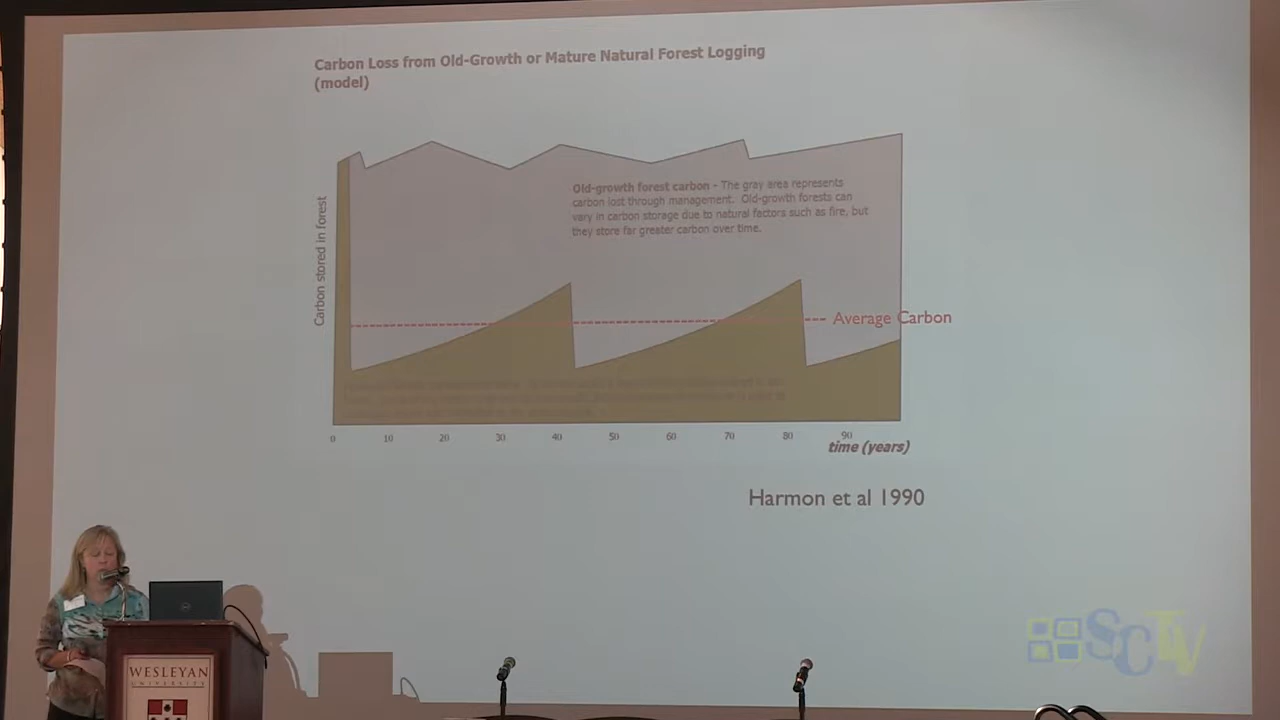 Carbon Loss from Old-Growth or Mature Natural Forest Logging
(model)
Carbon stored in forest
Old-growth forest carbon - The gray area represents
carbon lost through management. Old-growth forests can
vary in carbon storage due to natural factors such as fire, but
they store far greater carbon over time.
Average Carbon
0 10 20 30 40 50 60 70 80 90
time (years)
Harmon et al 1990
WESLEYAN
UNIVERSITY
SCTV